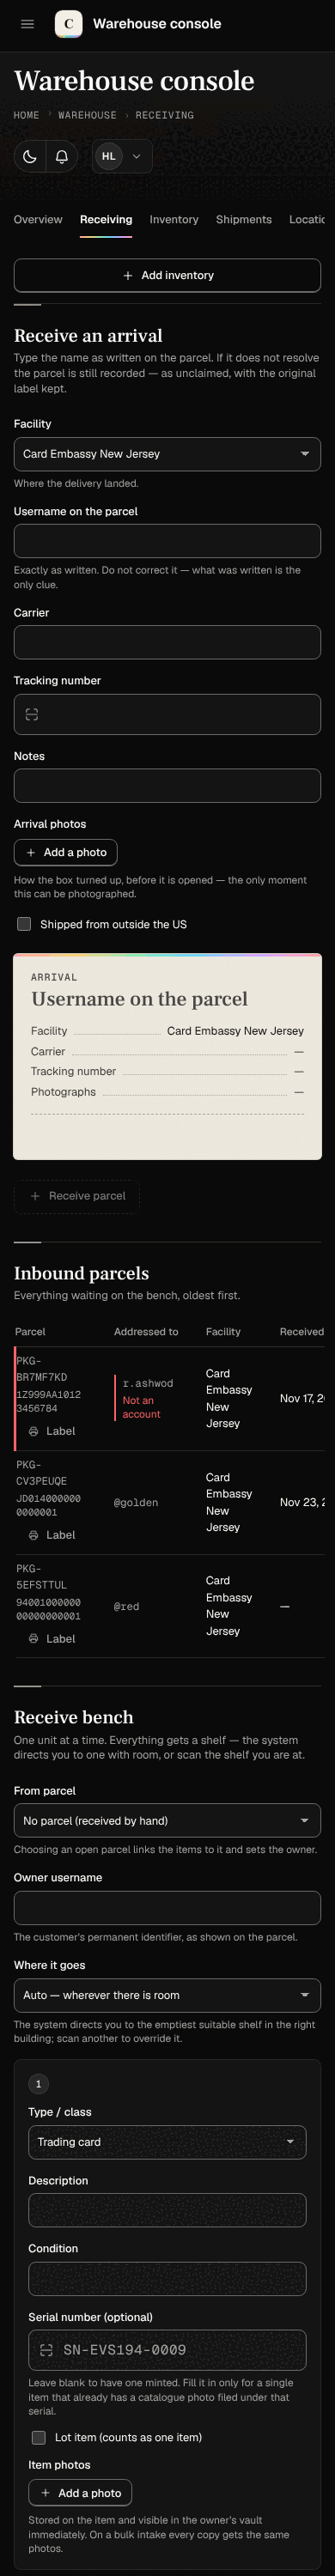 C Warehouse console
Warehouse console
HOME › WAREHOUSE › RECEIVING
HL
Overview Receiving Inventory Shipments Locatio
+ Add inventory
Receive an arrival
Type the name as written on the parcel. If it does not resolve
the parcel is still recorded — as unclaimed, with the original
label kept.
Facility
Card Embassy New Jersey
Where the delivery landed.
Username on the parcel
Exactly as written. Do not correct it — what was written is the
only clue.
Carrier
Tracking number
Notes
Arrival photos
+ Add a photo
How the box turned up, before it is opened — the only moment
this can be photographed.
Shipped from outside the US
ARRIVAL
Username on the parcel
Facility Card Embassy New Jersey
Carrier —
Tracking number —
Photographs —
+ Receive parcel
Inbound parcels
Everything waiting on the bench, oldest first.
Parcel Addressed to Facility Received
PKG-
BR7MF7KD
1Z999AA1012
3456784
Label
r.ashwod
Not an
account
Card
Embassy
New
Jersey
Nov 17, 2
PKG-
CV3PEUQE
JD014000000
0000001
Label
@golden
Card
Embassy
New
Jersey
Nov 23, 2
PKG-
5EFSTTUL
94001000000
00000000001
Label
@red
Card
Embassy
New
Jersey
—
Receive bench
One unit at a time. Everything gets a shelf — the system
directs you to one with room, or scan the shelf you are at.
From parcel
No parcel (received by hand)
Choosing an open parcel links the items to it and sets the owner.
Owner username
The customer's permanent identifier, as shown on the parcel.
Where it goes
Auto — wherever there is room
The system directs you to the emptiest suitable shelf in the right
building; scan another to override it.
1
Type / class
Trading card
Description
Condition
Serial number (optional)
SN-EVS194-0009
Leave blank to have one minted. Fill it in only for a single
item that already has a catalogue photo filed under that
serial.
Lot item (counts as one item)
Item photos
+ Add a photo
Stored on the item and visible in the owner's vault
immediately. On a bulk intake every copy gets the same
photos.